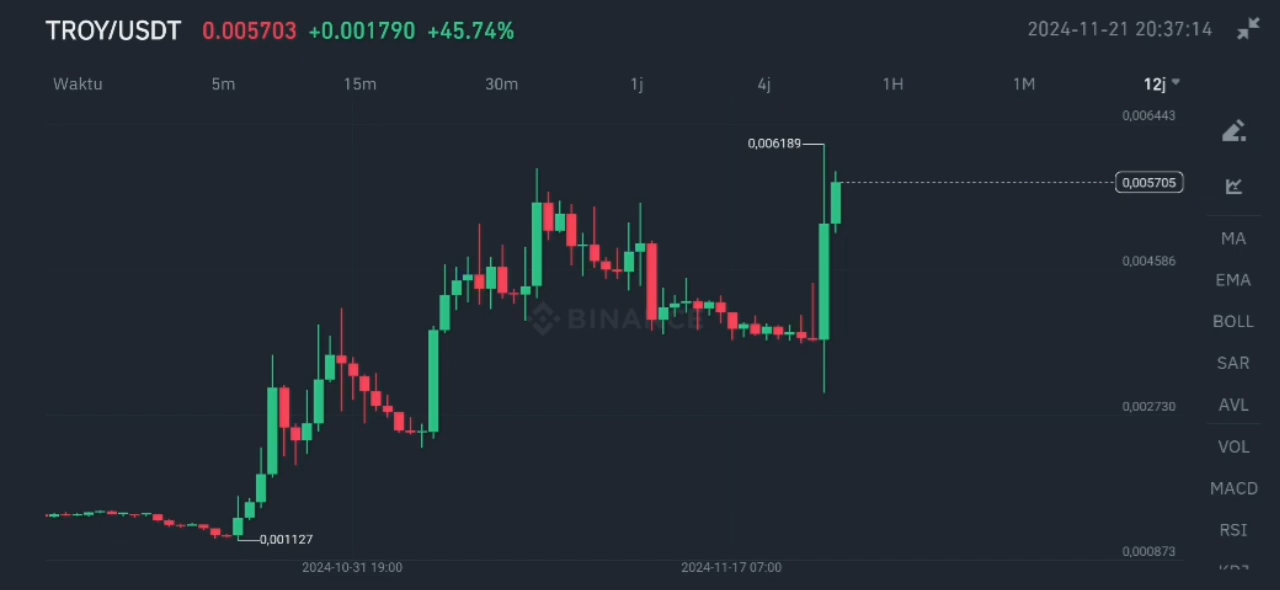 TROY/USDT 0.005703 +0.001790 +45.74% 2024-11-21 20:37:14
Waktu 5m 15m 30m 1j 4j 1H 1M 12j
0,006443
0,006189
0,005705
MA
0,004586
EMA
BINANCE
BOLL
SAR
0,002730
AVL
VOL
MACD
RSI
0,001127
0,000873
2024-10-31 19:00 2024-11-17 07:00
KDJ